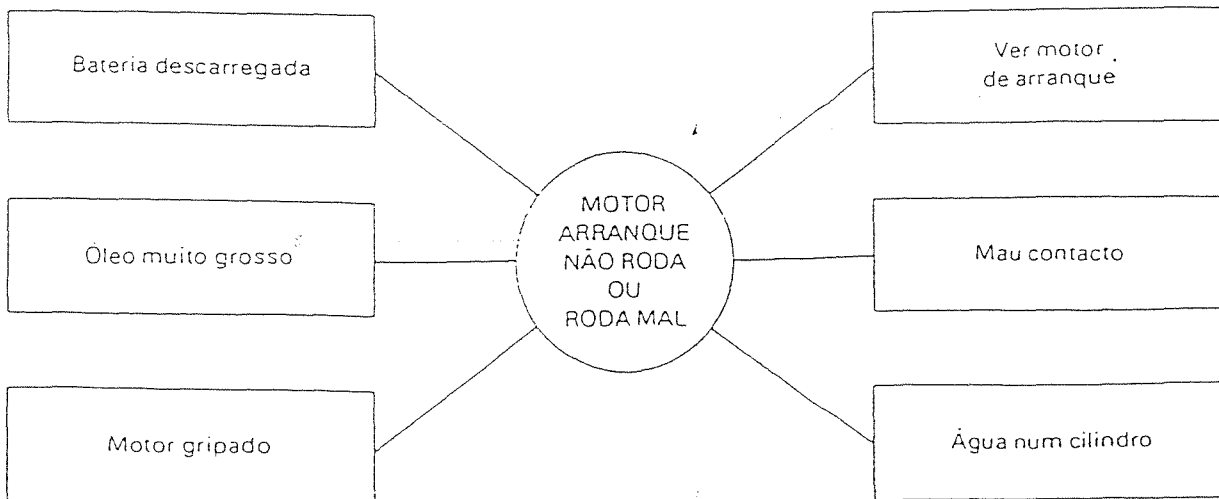 Bateria descarregada
Óleo muito grosso
Motor gripado
MOTOR
ARRANQUE
NÃO RODA
OU
RODA MAL
Ver motor
de arranque
Mau contacto
Água num cilindro